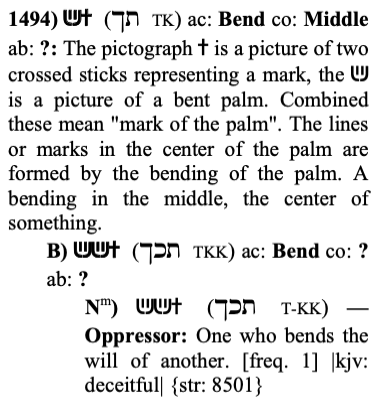 1494) (תך TK) ac: Bend co: Middle
ab: ?: The pictograph † is a picture of two
crossed sticks representing a mark, the
is a picture of a bent palm. Combined
these mean "mark of the palm". The lines
or marks in the center of the palm are
formed by the bending of the palm. A
bending in the middle, the center of
something.
B) (תכך TKK) ac: Bend co: ?
ab: ?
Nᵐ) (תכך T-KK) —
Oppressor: One who bends the
will of another. [freq. 1] |kjv:
deceitful| {str: 8501}